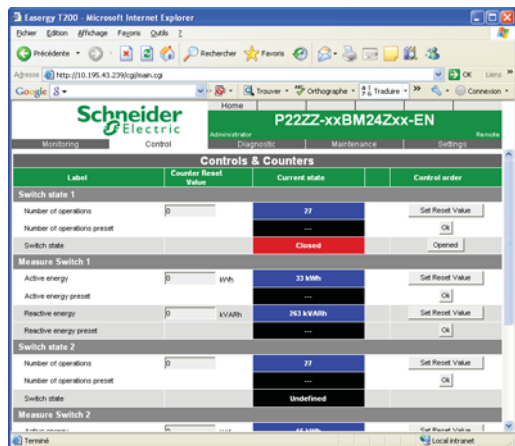 Easergy T200 - Microsoft Internet Explorer
Fichier Edition Affichage Favoris Outils ?
Précédente Rechercher Favoris
Adresse http://10.195.43.239/cgi/main.cgi OK Liens »
Google Trouver Orthographe Traduire » Connexion
Schneider Electric
Home
P22ZZ-xxBM24Zxx-EN
Administrator Remote
Monitoring Control Diagnostic Maintenance Settings
Controls & Counters
Label Counter Reset Value Current state Control order
Switch state 1
Number of operations 0 27 Set Reset Value
Number of operations preset --- Ok
Switch state Closed Opened
Measure Switch 1
Active energy 0 kWh 33 kWh Set Reset Value
Active energy preset --- Ok
Reactive energy 0 kVARh 263 kVARh Set Reset Value
Reactive energy preset --- Ok
Switch state 2
Number of operations 0 27 Set Reset Value
Number of operations preset --- Ok
Switch state Undefined
Measure Switch 2
Terminé Local intranet